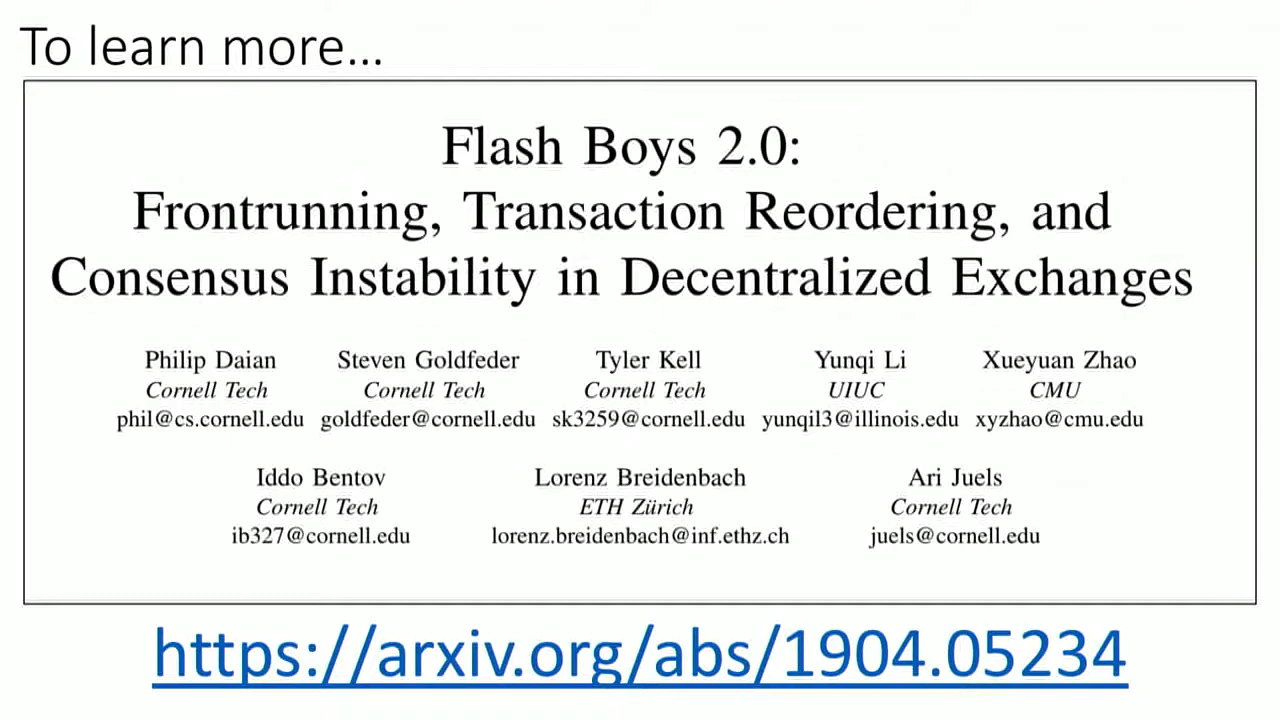 To learn more...
Flash Boys 2.0:
Frontrunning, Transaction Reordering, and
Consensus Instability in Decentralized Exchanges
Philip Daian Steven Goldfeder Tyler Kell Yunqi Li Xueyuan Zhao
Cornell Tech Cornell Tech Cornell Tech UIUC CMU
phil@cs.cornell.edu goldfeder@cornell.edu sk3259@cornell.edu yunqil3@illinois.edu xyzhao@cmu.edu
Iddo Bentov Lorenz Breidenbach Ari Juels
Cornell Tech ETH Zürich Cornell Tech
ib327@cornell.edu lorenz.breidenbach@inf.ethz.ch juels@cornell.edu
https://arxiv.org/abs/1904.05234